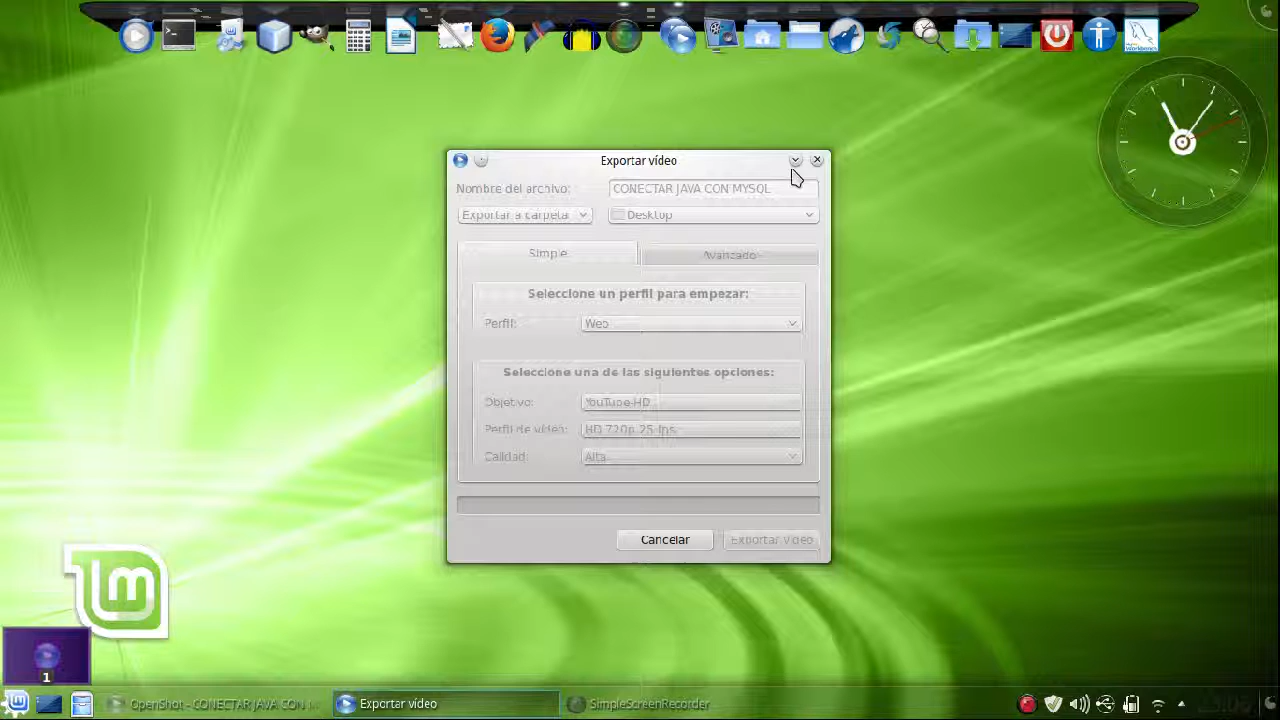 Exportar vídeo
Nombre del archivo: CONECTAR JAVA CON MYSQL
Exportar a carpeta Desktop
Simple Avanzado
Seleccione un perfil para empezar:
Perfil: Web
Seleccione una de las siguientes opciones:
Objetivo: YouTube-HD
Perfil de vídeo: HD 720p 25 fps
Calidad: Alta
Cancelar Exportar vídeo
1
OpenShot - CONECTAR JAVA CON Exportar vídeo SimpleScreenRecorder